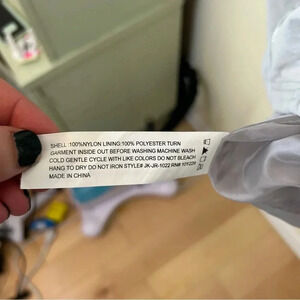 SHELL :100%NYLON LINING:100% POLYESTER TURN
GARMENT INSIDE OUT BEFORE WASHING MACHINE WASH
COLD GENTLE CYCLE WITH LIKE COLORS DO NOT BLEACH
HANG TO DRY DO NOT IRON STYLE# JK-JR-1022 RN#
MADE IN CHINA